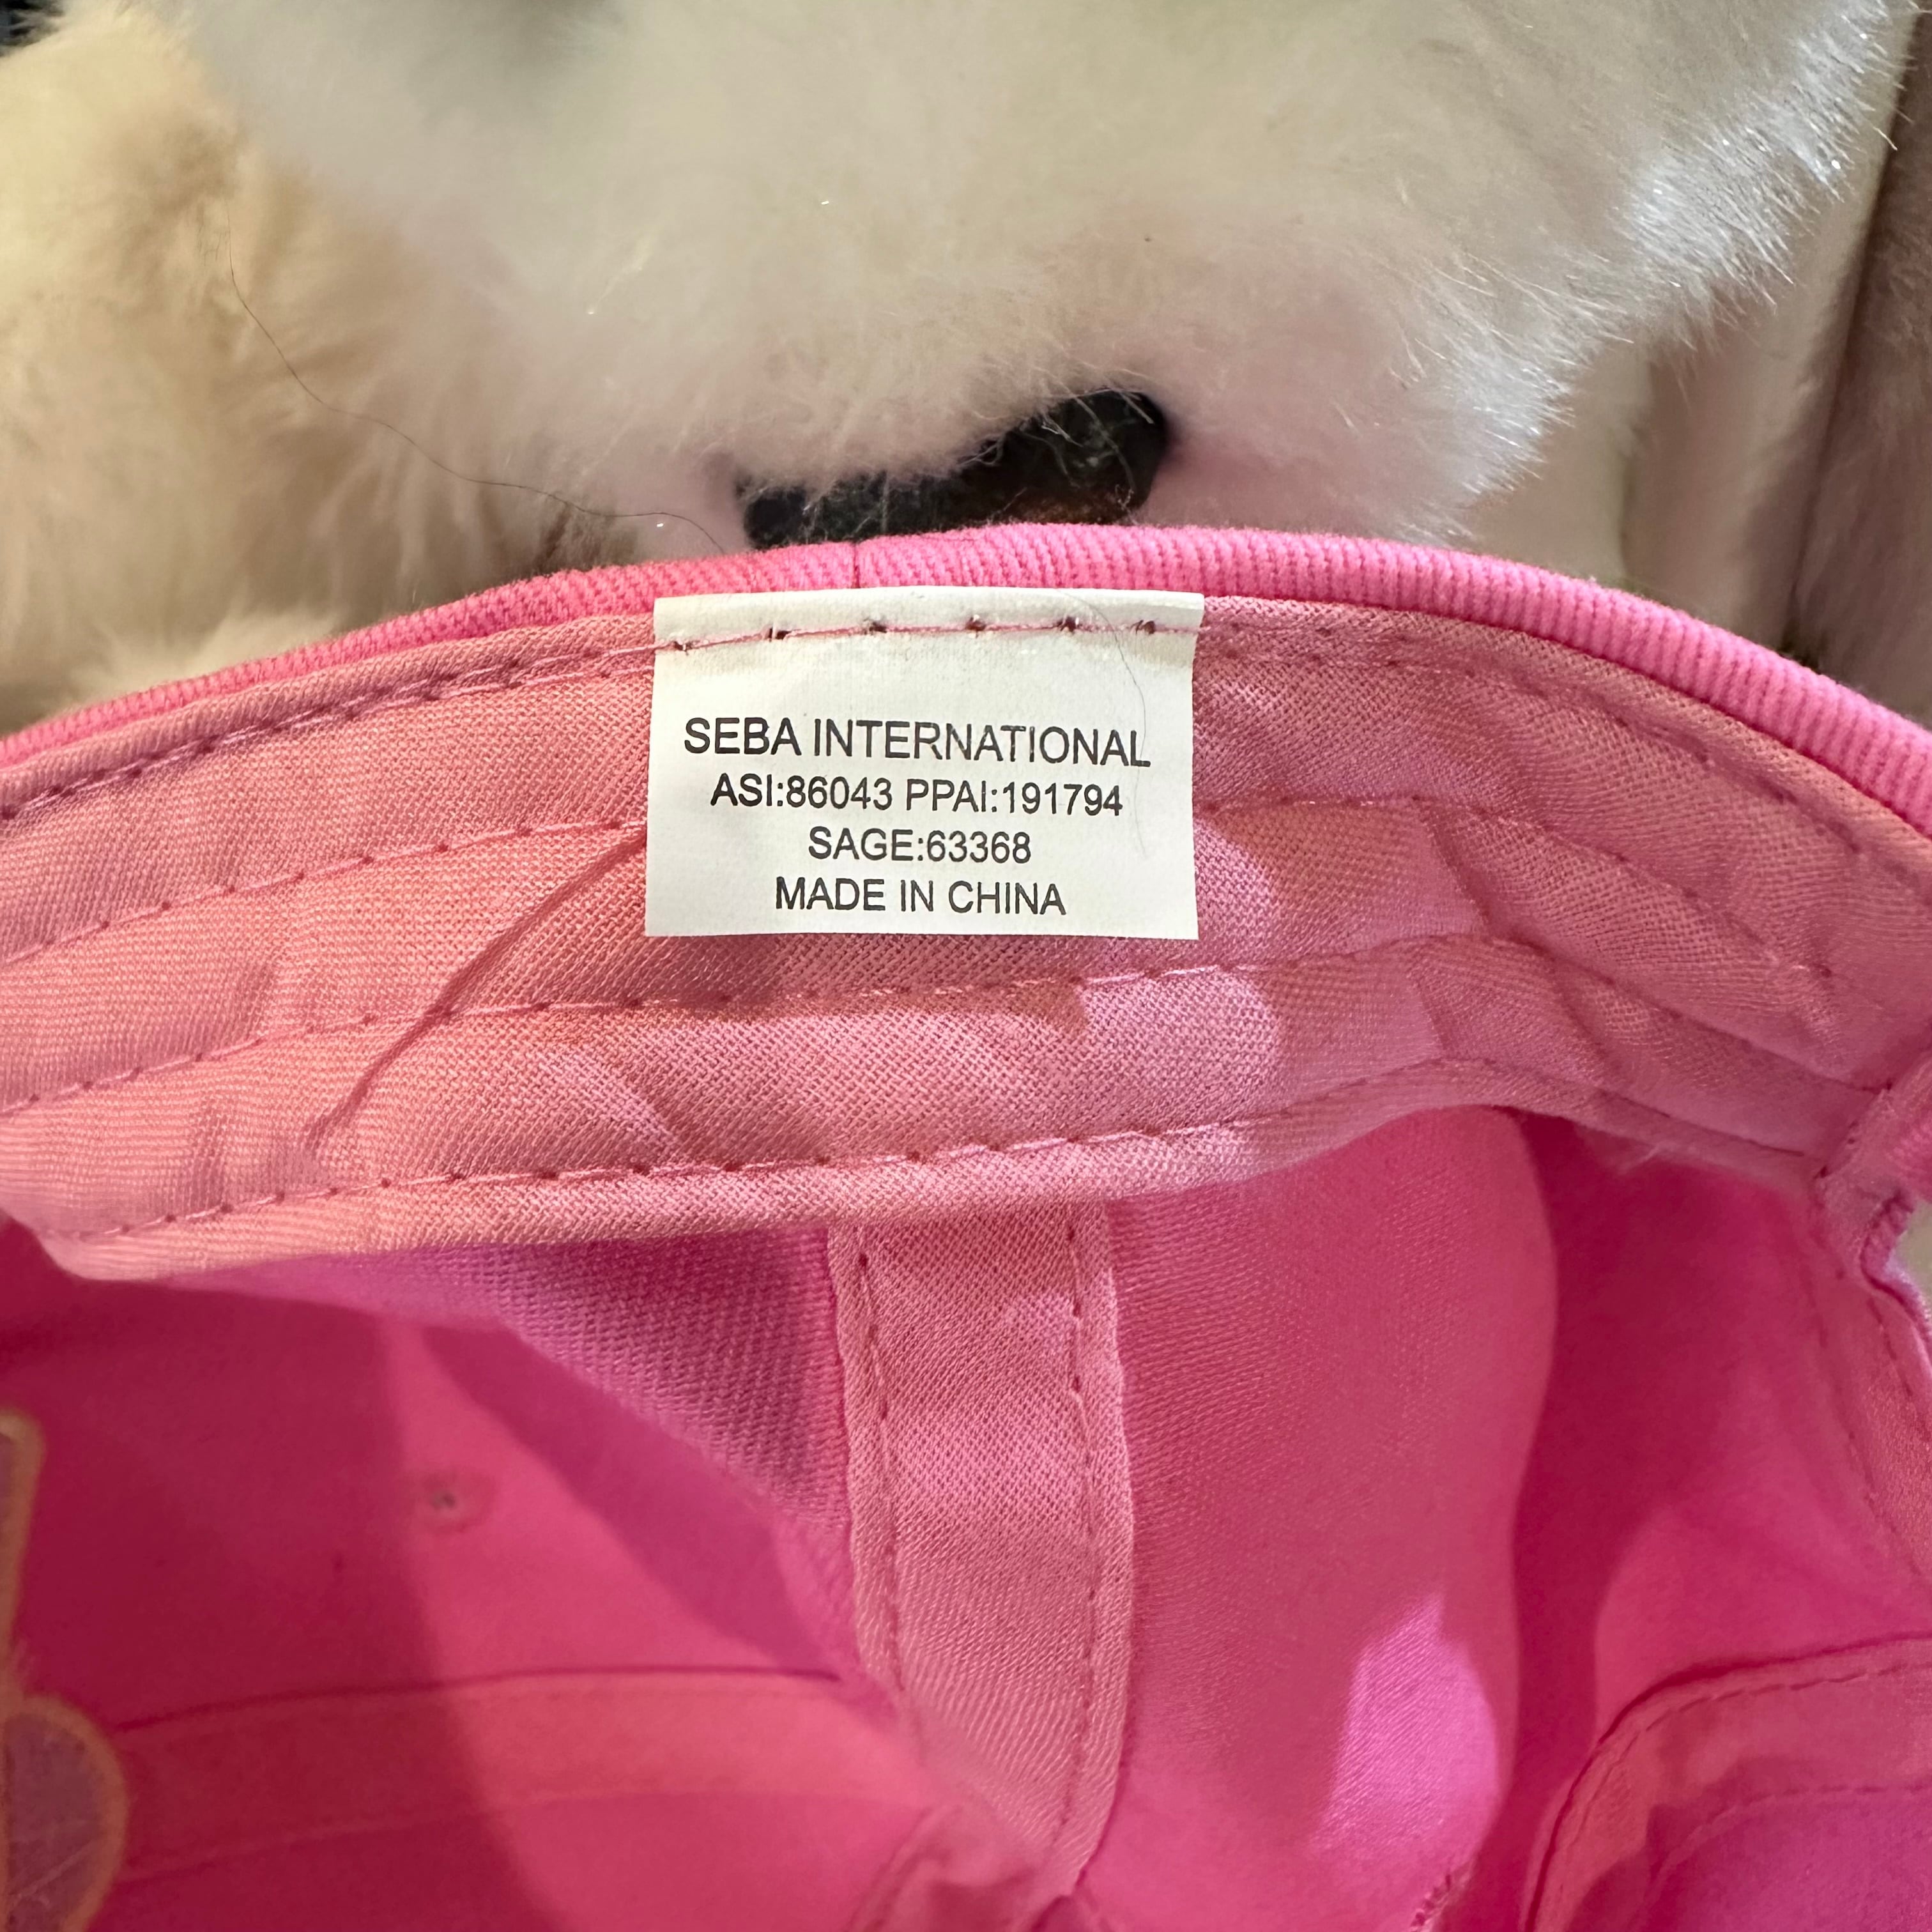 SEBA INTERNATIONAL
ASI:86043 PPAI:191794
SAGE:63368
MADE IN CHINA